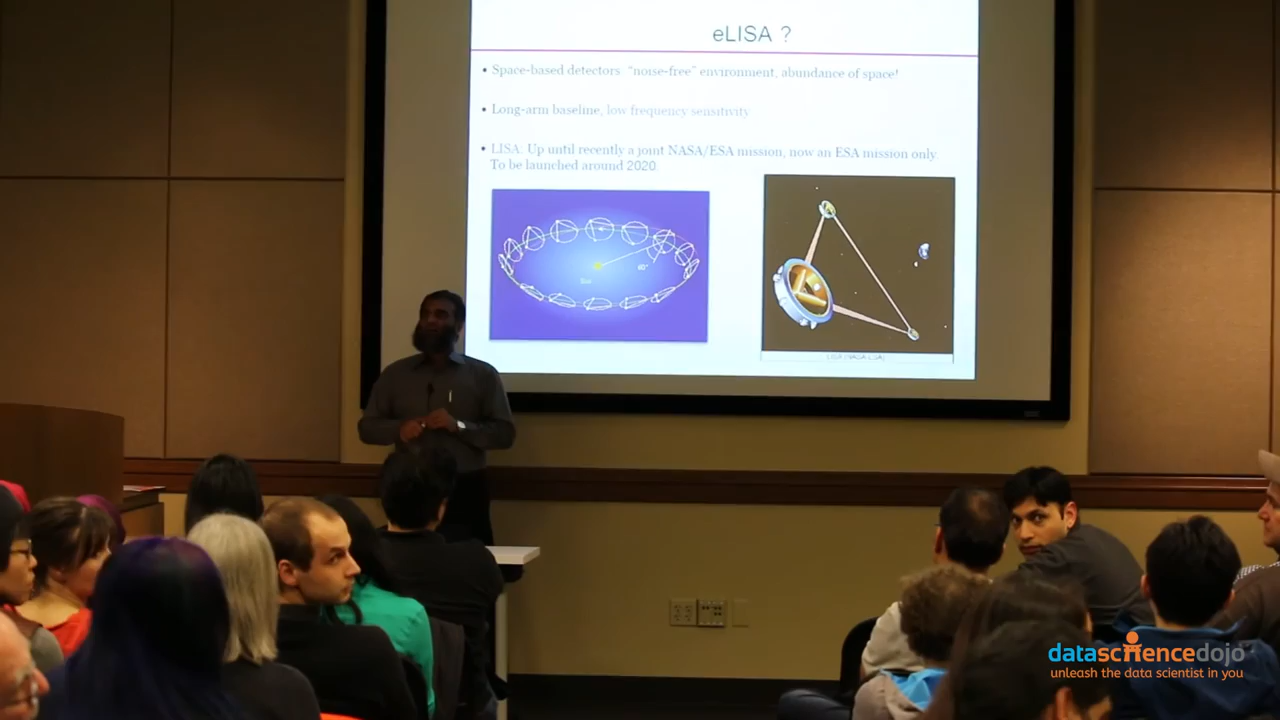 eLISA ?
• Space-based detectors "noise-free" environment, abundance of space!
• Long-arm baseline, low frequency sensitivity
• LISA: Up until recently a joint NASA/ESA mission, now an ESA mission only.
To be launched around 2020
60°
Sun
datasciencedojo
unleash the data scientist in you